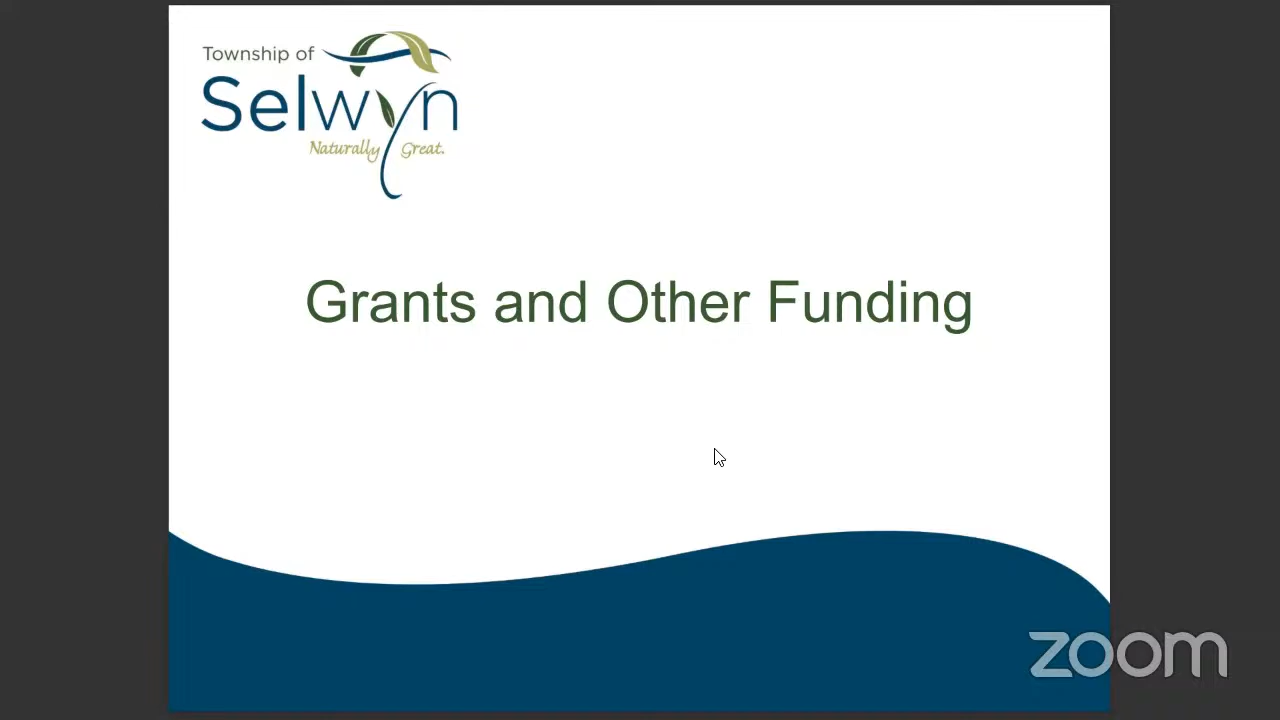 Township of
Selwyn
Naturally Great.
Grants and Other Funding
zoom